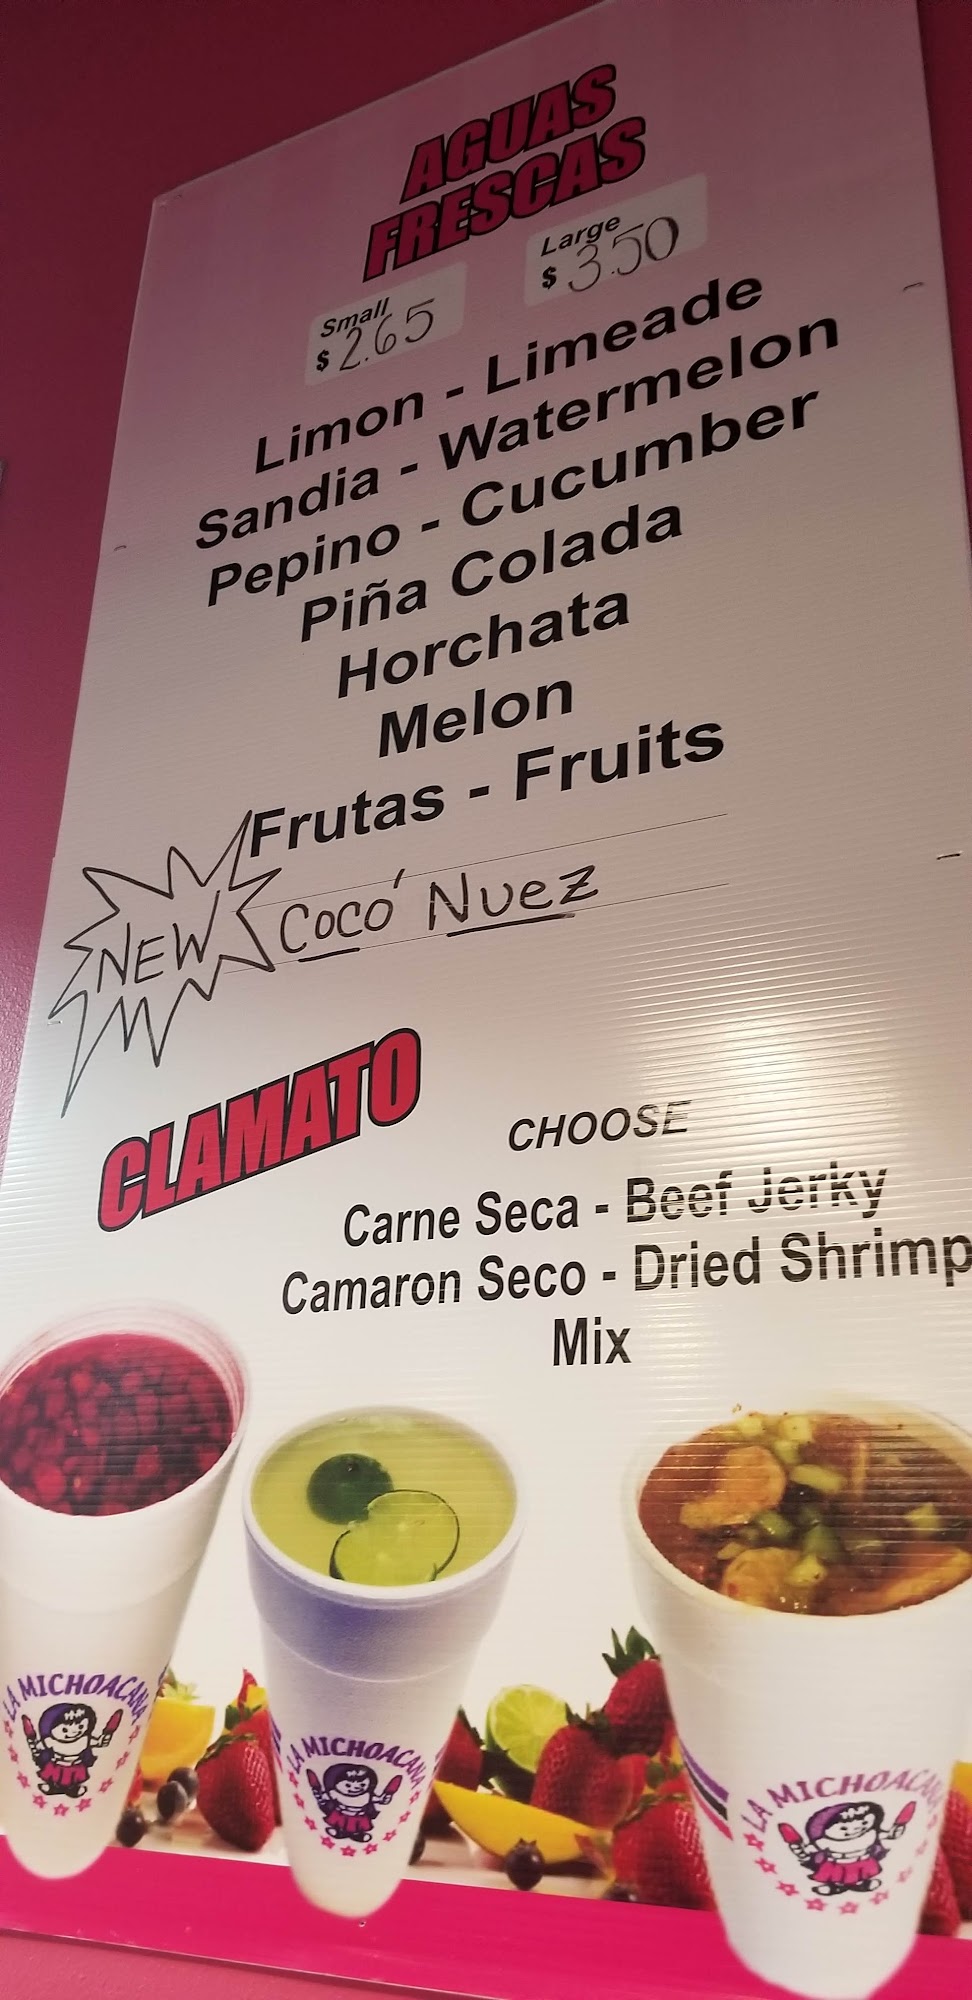 AGUAS
FRESCAS
Small
$ 2.65
Large
$ 3.50
Limon - Limeade
Sandia - Watermelon
Pepino - Cucumber
Piña Colada
Horchata
Melon
Frutas - Fruits
NEW Coco´ Nuez
CLAMATO
CHOOSE
Carne Seca - Beef Jerky
Camaron Seco - Dried Shrimp
Mix
LA MICHOACANA
LA MICHOACANA
LA MICHOACANA